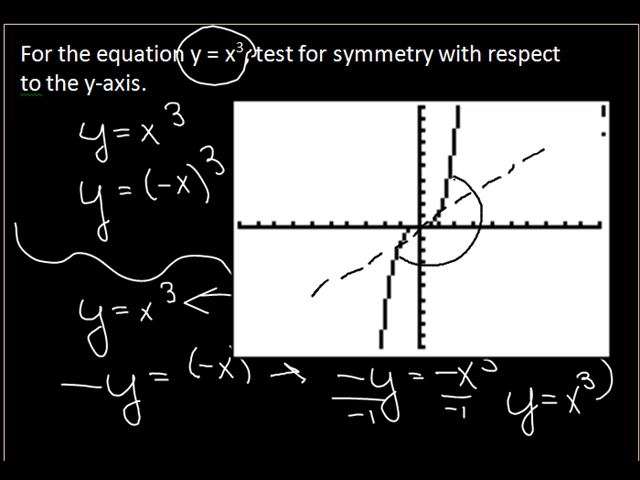 For the equation y = x³, test for symmetry with respect
to the y-axis.
y = x³
y = (-x)³
y = x³ ←
-y = (-x) → -y/-1 = -x³/-1 y = x³)